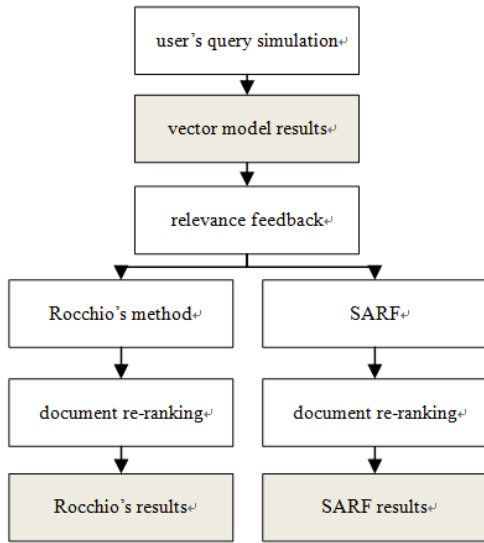 user's query simulation↵
vector model results↵
relevance feedback↵
Rocchio's method↵
SARF↵
document re-ranking↵
document re-ranking↵
Rocchio's results↵
SARF results↵